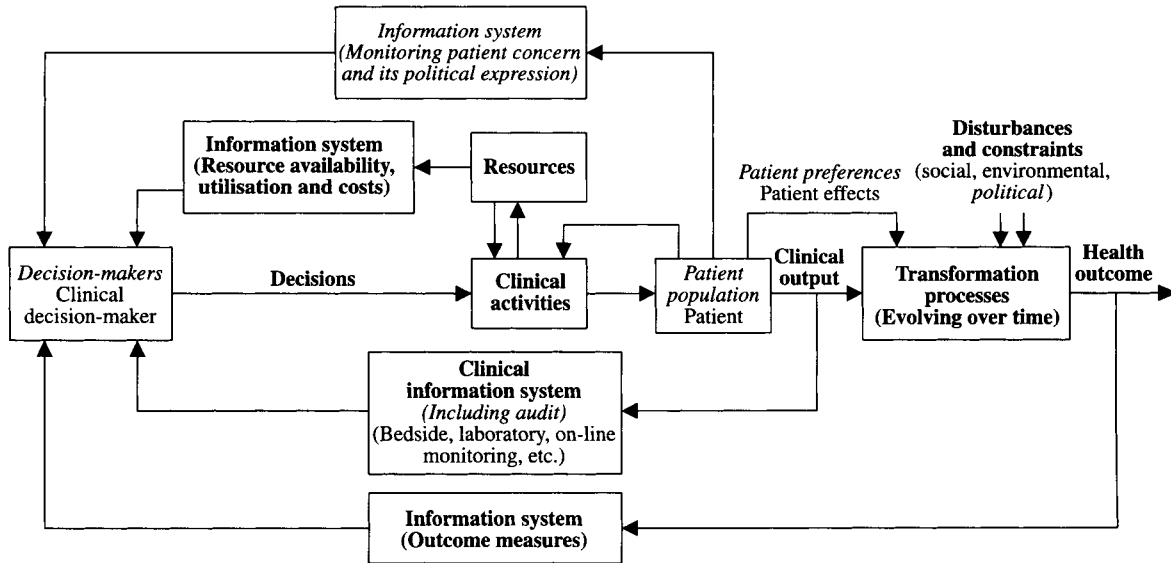 Information system
(Monitoring patient concern
and its political expression)
Information system
(Resource availability,
utilisation and costs)
Resources
Disturbances
and constraints
(social, environmental,
political)
Patient preferences
Patient effects
Decision-makers
Clinical
decision-maker
Decisions
Clinical
activities
Patient
population
Patient
Clinical
output
Transformation
processes
(Evolving over time)
Health
outcome
Clinical
information system
(Including audit)
(Bedside, laboratory, on-line
monitoring, etc.)
Information system
(Outcome measures)